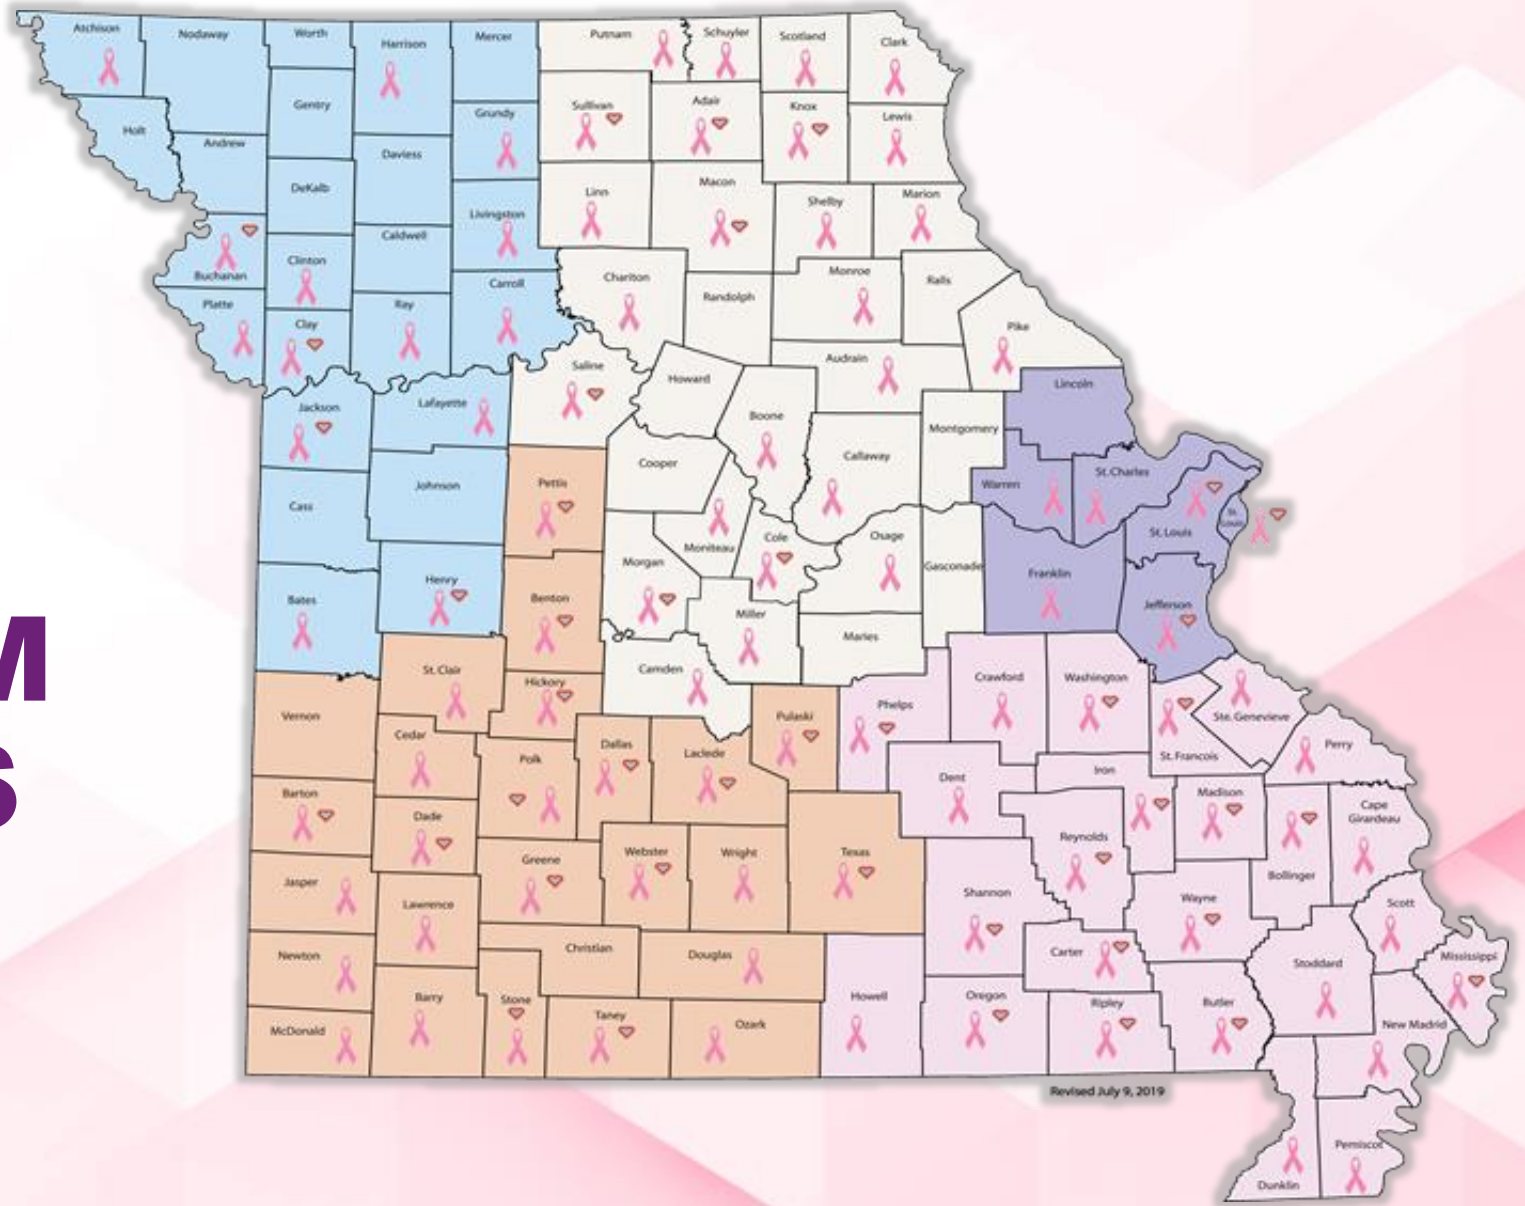 Atchison
Nodaway
Worth
Harrison
Mercer
Putnam
Schuyler
Scotland
Clark
Holt
Andrew
Gentry
DeKalb
Daviess
Grundy
Sullivan
Adair
Knox
Lewis
Buchanan
Clinton
Caldwell
Livingston
Linn
Macon
Shelby
Marion
Platte
Clay
Ray
Carroll
Chariton
Randolph
Monroe
Ralls
Pike
Jackson
Lafayette
Saline
Howard
Boone
Audrain
Callaway
Montgomery
Lincoln
Cass
Johnson
Pettis
Cooper
Moniteau
Cole
Osage
Gasconade
Warren
St. Charles
St. Louis
St.
Louis
Bates
Henry
Benton
Morgan
Miller
Maries
Franklin
Jefferson
M
S
Vernon
St. Clair
Hickory
Camden
Pulaski
Phelps
Crawford
Washington
St. Francois
Ste. Genevieve
Perry
Barton
Cedar
Polk
Dallas
Laclede
Dent
Iron
Madison
Cape
Girardeau
Jasper
Dade
Greene
Webster
Wright
Texas
Shannon
Reynolds
Wayne
Bollinger
Scott
Newton
Lawrence
Christian
Douglas
Howell
Carter
Stoddard
Mississippi
McDonald
Barry
Stone
Taney
Ozark
Oregon
Ripley
Butler
New Madrid
Revised July 9, 2019
Dunklin
Pemiscot